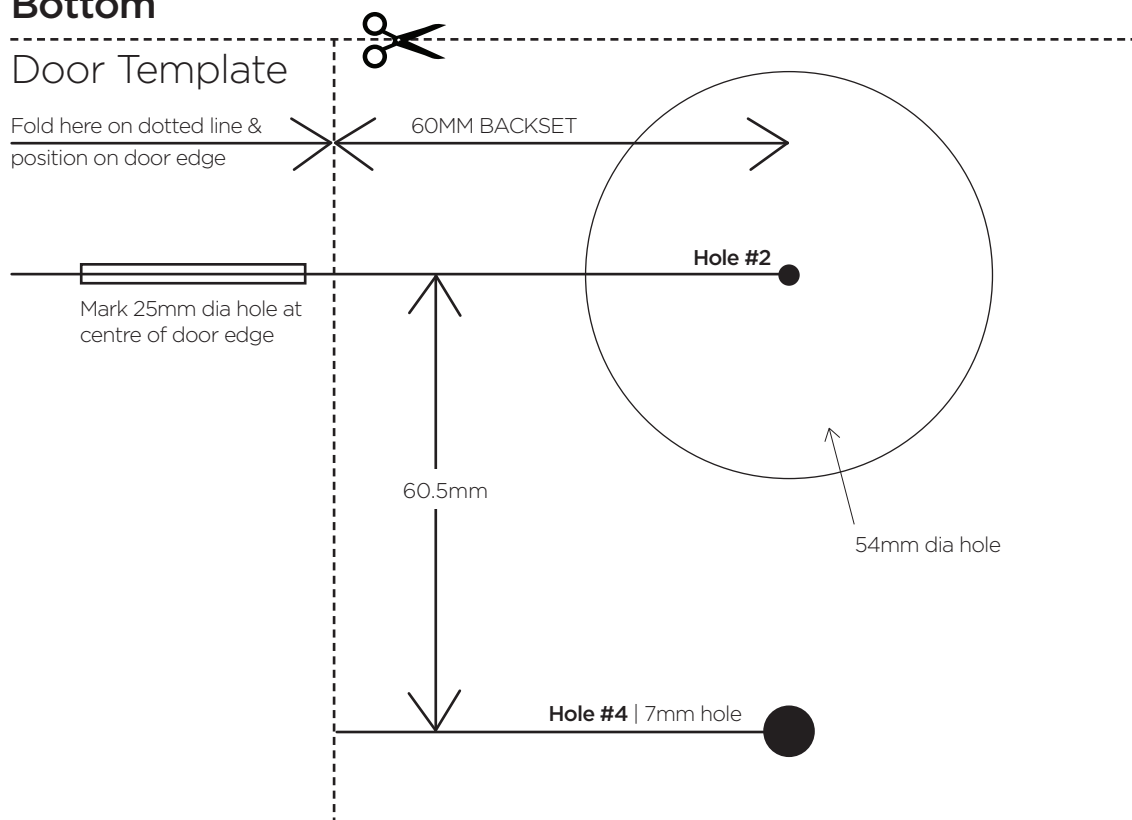 Bottom
Door Template
Fold here on dotted line &
position on door edge
60MM BACKSET
Hole #2
Mark 25mm dia hole at
centre of door edge
60.5mm
54mm dia hole
Hole #4 | 7mm hole